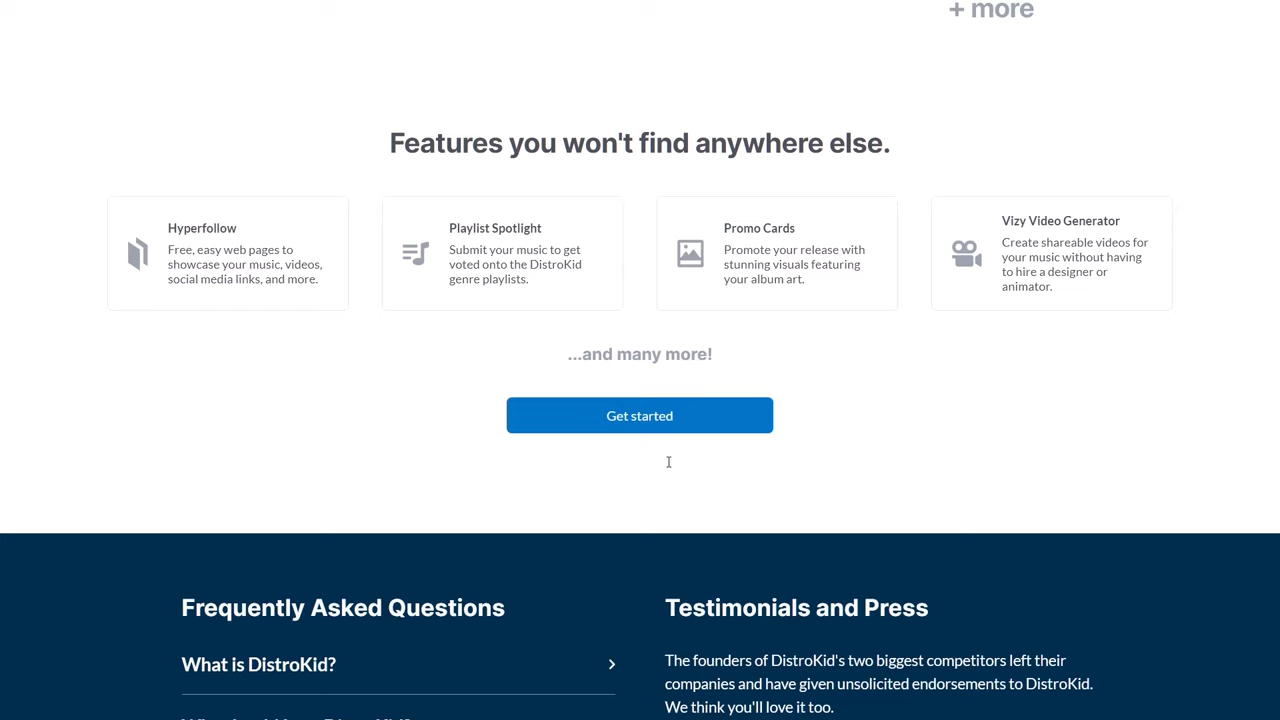 + more
Features you won't find anywhere else.
Hyperfollow
Free, easy web pages to
showcase your music, videos,
social media links, and more.
Playlist Spotlight
Submit your music to get
voted onto the DistroKid
genre playlists.
Promo Cards
Promote your release with
stunning visuals featuring
your album art.
Vizy Video Generator
Create shareable videos for
your music without having
to hire a designer or
animator.
...and many more!
Get started
Frequently Asked Questions
What is DistroKid?
Testimonials and Press
The founders of DistroKid's two biggest competitors left their
companies and have given unsolicited endorsements to DistroKid.
We think you'll love it too.